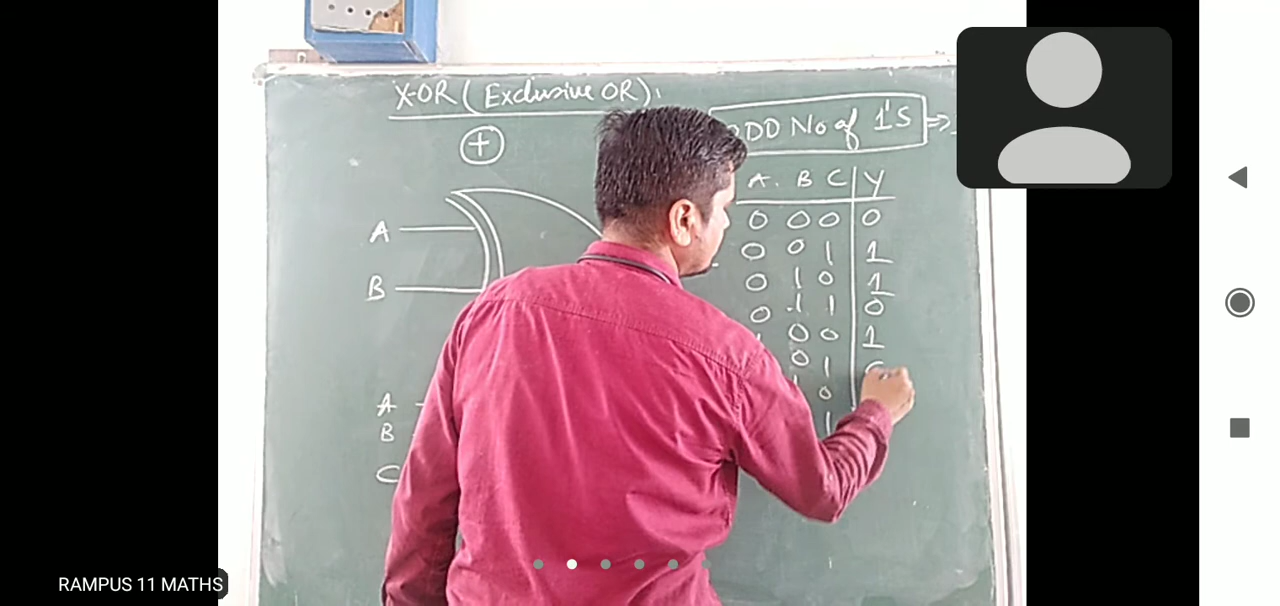 X-OR (Exclusive OR).
+
ODD No of 1'S ⇒
A. B C Y
0 0 0 0
0 0 1 1
0 1 0 1
0 1 1 0
0 0 1
0 1
0
1
A
B
A
B
C
RAMPUS 11 MATHS